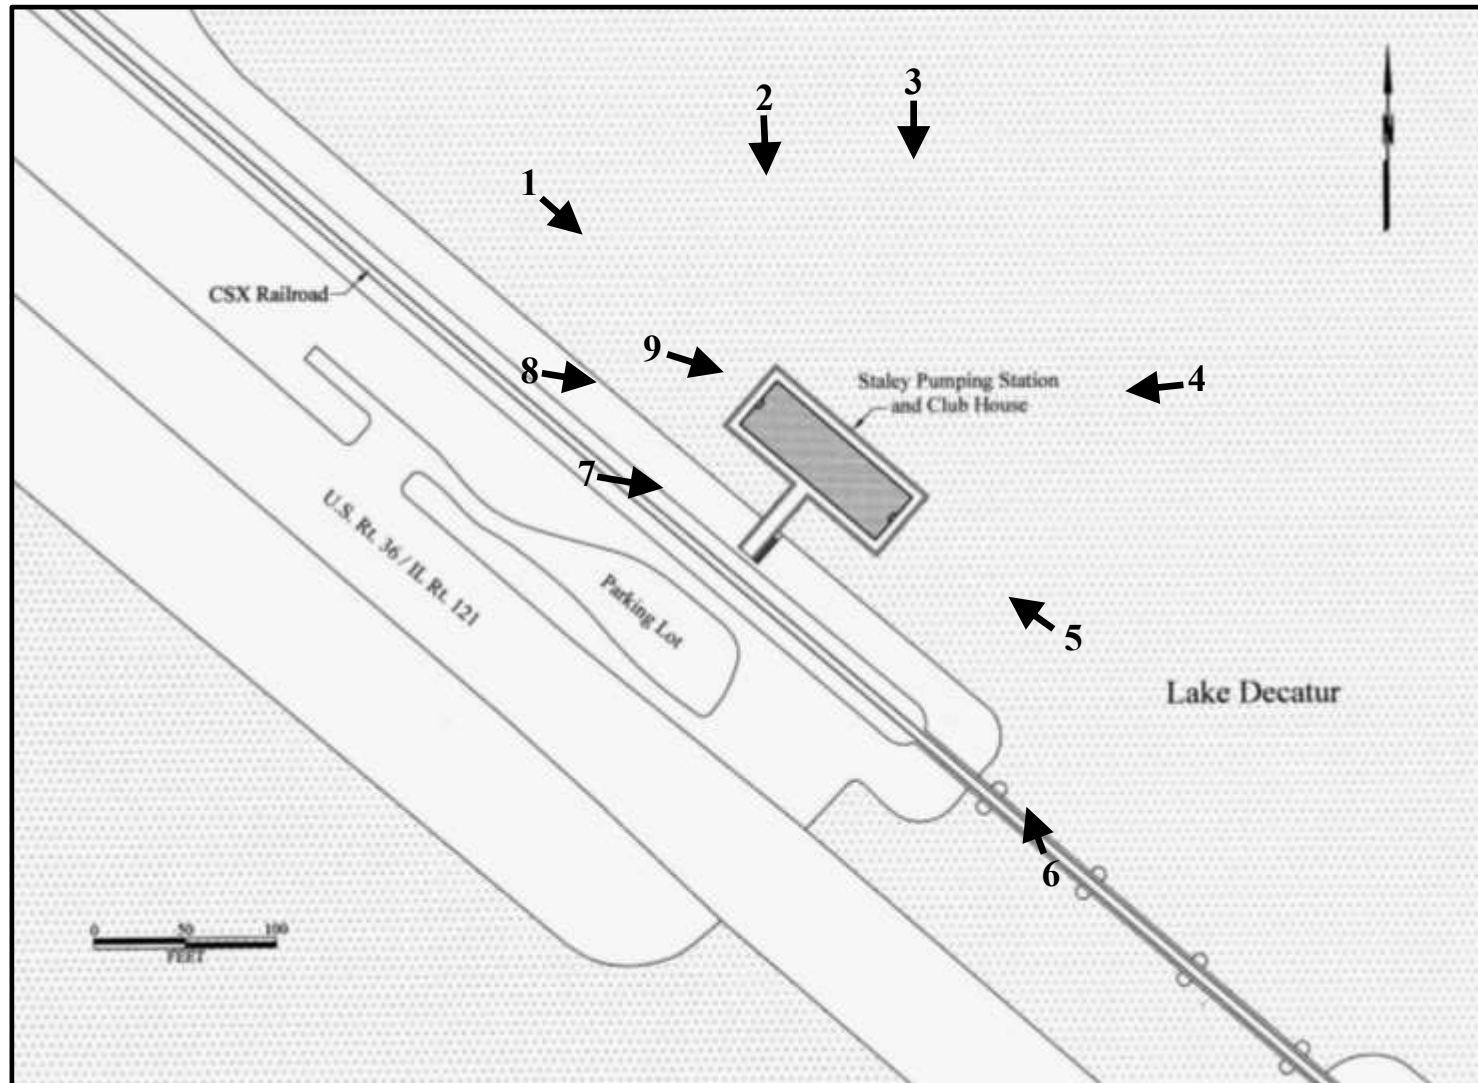 3
2
1
CSX Railroad
9
8
Staley Pumping Station
and Club House
4
7
U.S. Rt. 36 / IL Rt. 121
Parking Lot
5
Lake Decatur
6
0 50 100
FEET